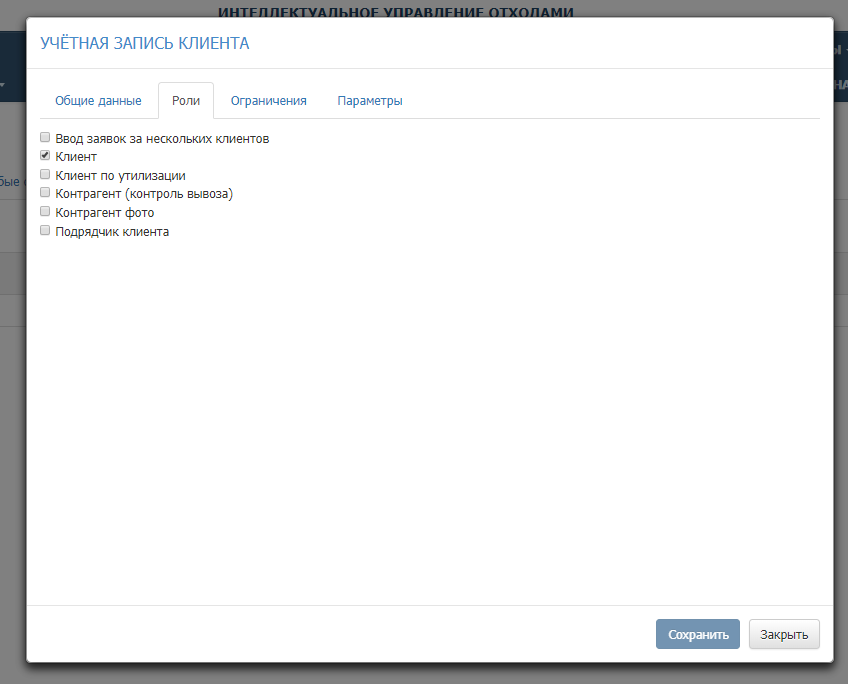 ИНТЕЛЛЕКТУАЛЬНОЕ УПРАВЛЕНИЕ ОТХОДАМИ
УЧЁТНАЯ ЗАПИСЬ КЛИЕНТА
Общие данные Роли Ограничения Параметры
Ввод заявок за нескольких клиентов
Клиент
Клиент по утилизации
Контрагент (контроль вывоза)
Контрагент фото
Подрядчик клиента
Сохранить Закрыть